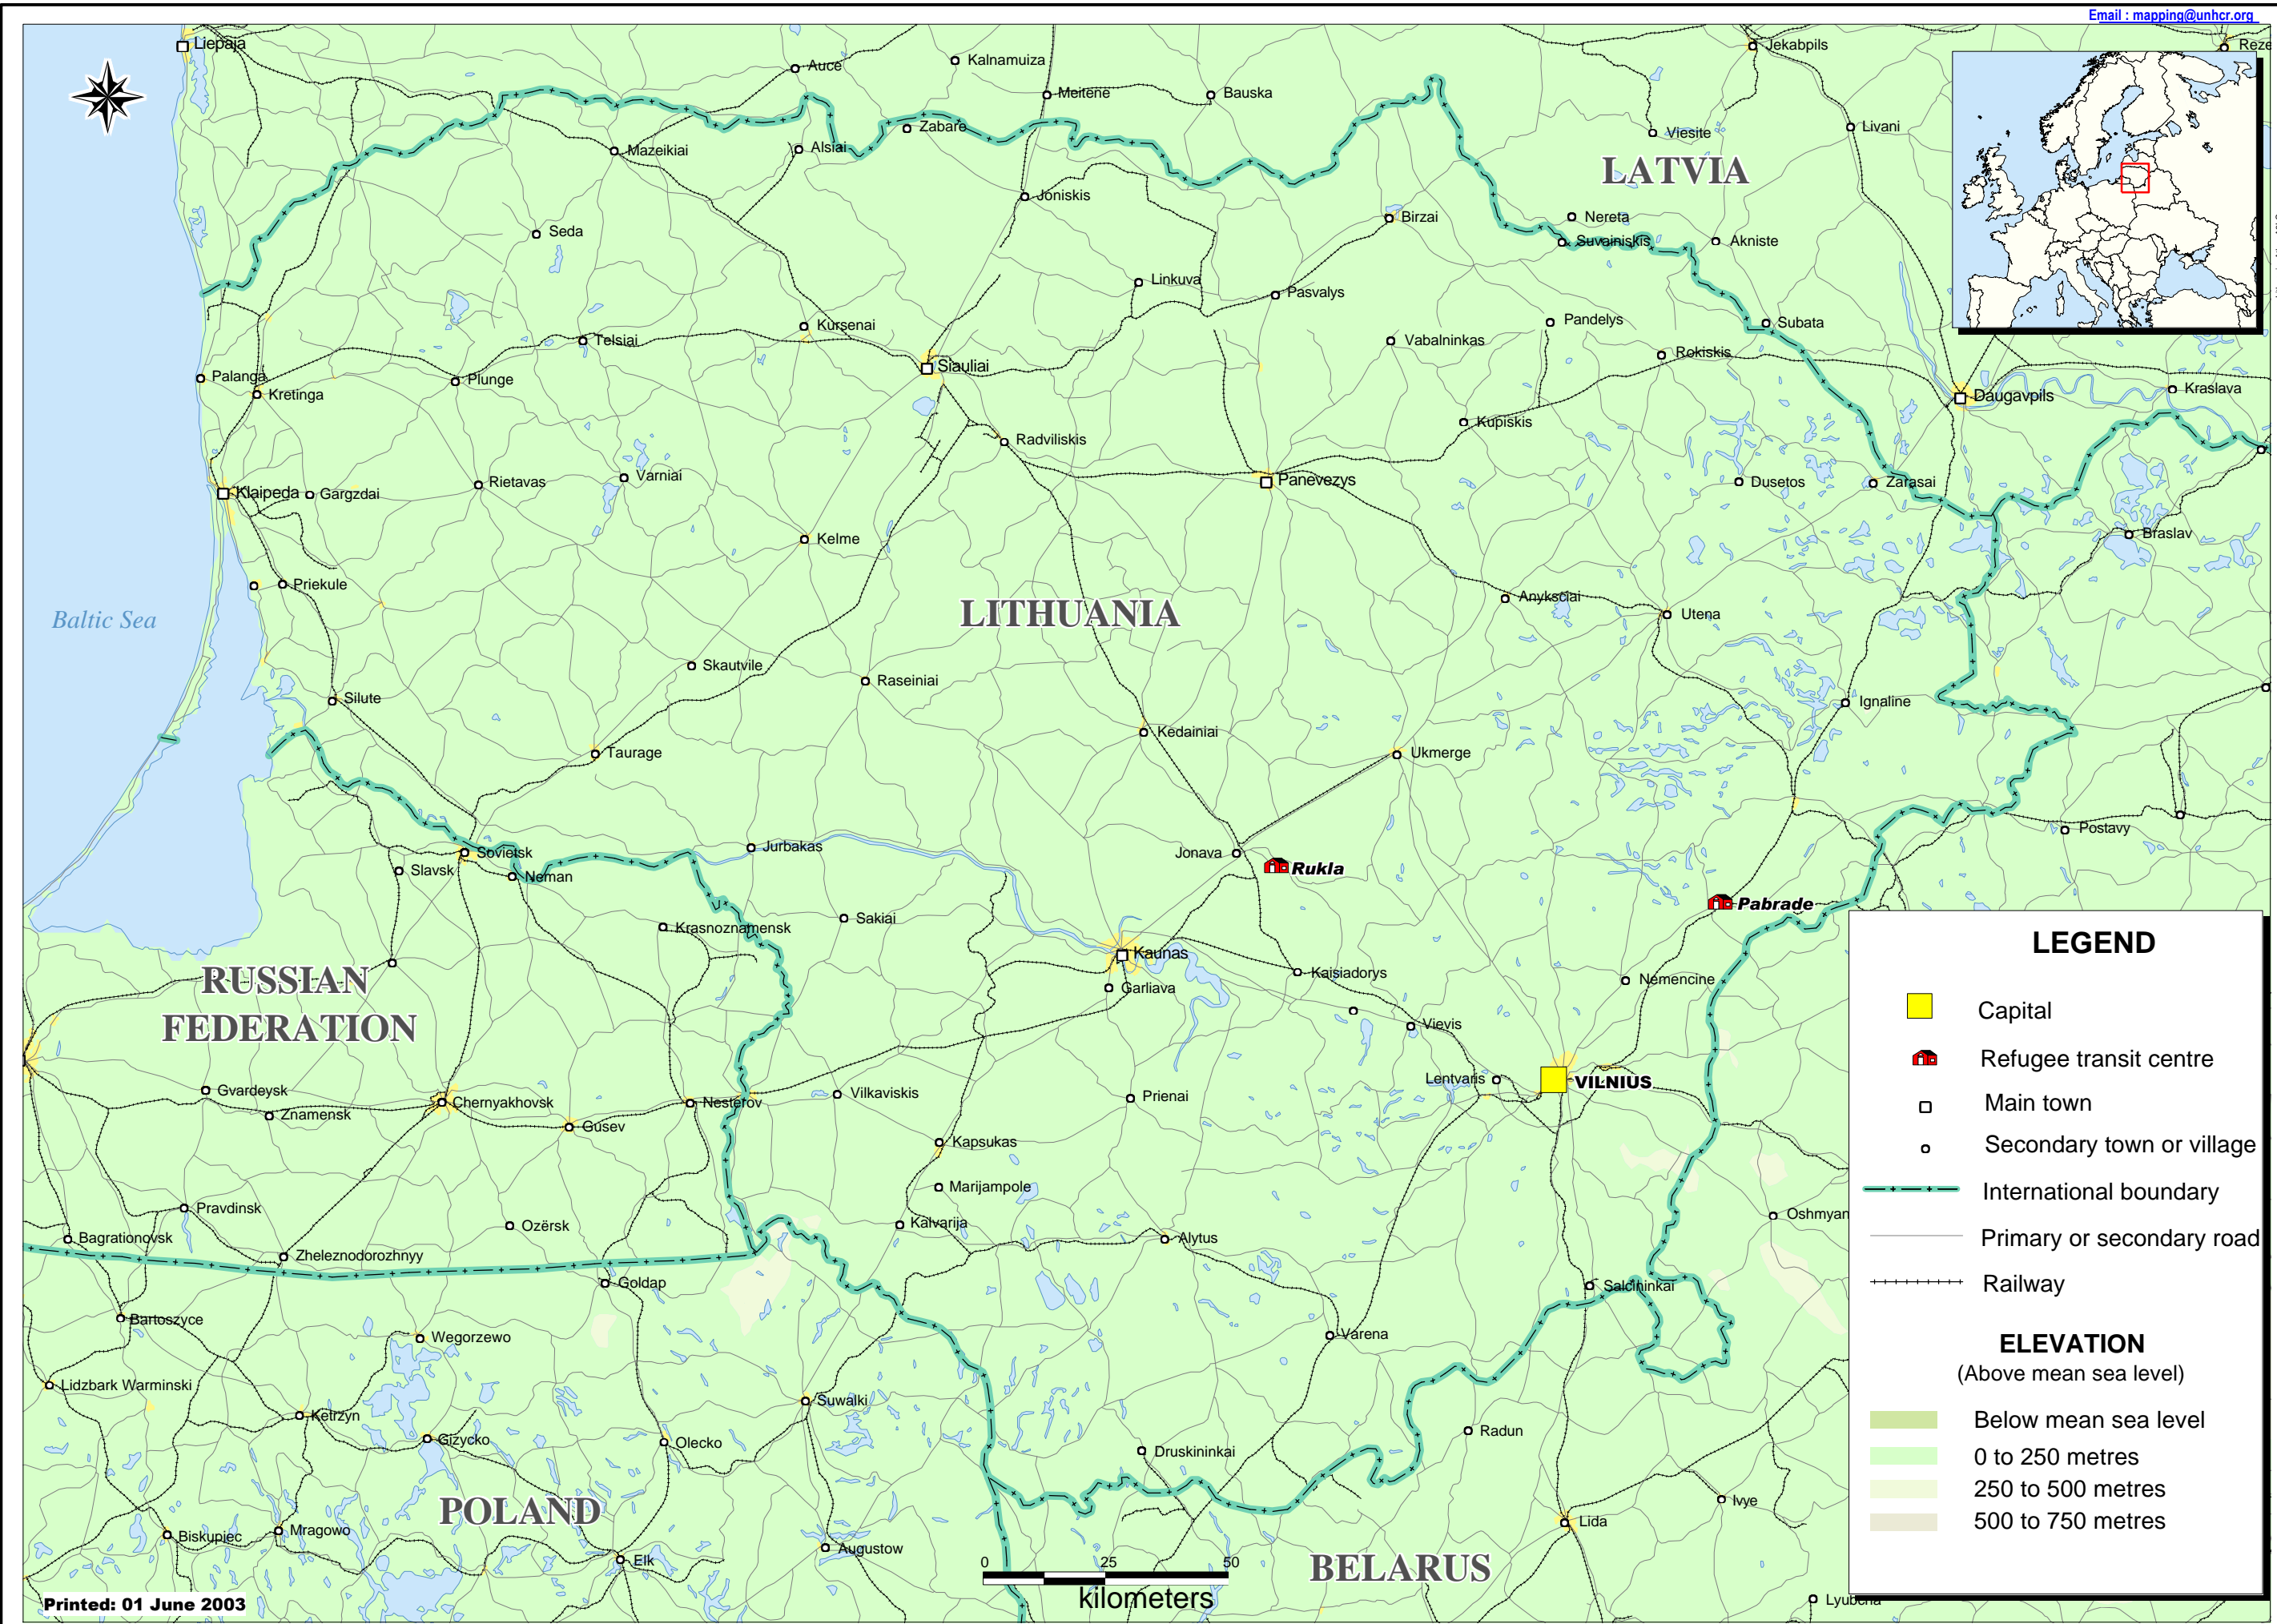 Email : mapping@unhcr.org
Liepaja
Auce
Kalnamuiza
Jekabpils
Meitene
Bauska
Zabare
Viesite
Livani
Mazeikiai
Alsiai
LATVIA
Joniskis
Birzai
Nereta
Seda
Suvainiskis
Akniste
Linkuva
Pasvalys
Kursenai
Pandelys
Subata
Telsiai
Vabalninkas
Rokiskis
Siauliai
Palanga
Plunge
Kretinga
Kraslava
Daugavpils
Kupiskis
Radviliskis
Varniai
Panevezys
Rietavas
Dusetos
Zarasai
Klaipeda
Gargzdai
Braslav
Kelme
Priekule
Anyksciai
LITHUANIA
Utena
Baltic Sea
Skautvile
Raseiniai
Silute
Ignaline
Kedainiai
Taurage
Ukmerge
Postavy
Jurbakas
Sovietsk
Jonava
Rukla
Slavsk
Neman
Pabrade
Sakiai
Krasnoznamensk
LEGEND
Kaunas
RUSSIAN
FEDERATION
Kaisiadorys
Nemencine
Garliava
Capital
Vievis
Refugee transit centre
Lentvaris
VILNIUS
Gvardeysk
Vilkaviskis
Prienai
Chernyakhovsk
Nesterov
Main town
Znamensk
Gusev
Kapsukas
Secondary town or village
Marijampole
International boundary
Pravdinsk
Ozërsk
Kalvarija
Oshmyan
Bagrationovsk
Alytus
Primary or secondary road
Zheleznodorozhnyy
Goldap
Salcininkai
Railway
Bartoszyce
Wegorzewo
Varena
ELEVATION
(Above mean sea level)
Lidzbark Warminski
Suwalki
Ketrzyn
Below mean sea level
Gizycko
Olecko
Radun
Druskininkai
0 to 250 metres
250 to 500 metres
POLAND
Ivye
500 to 750 metres
Mragowo
Biskupiec
Lida
Augustow
Elk
BELARUS
0 25 50
kilometers
Printed: 01 June 2003